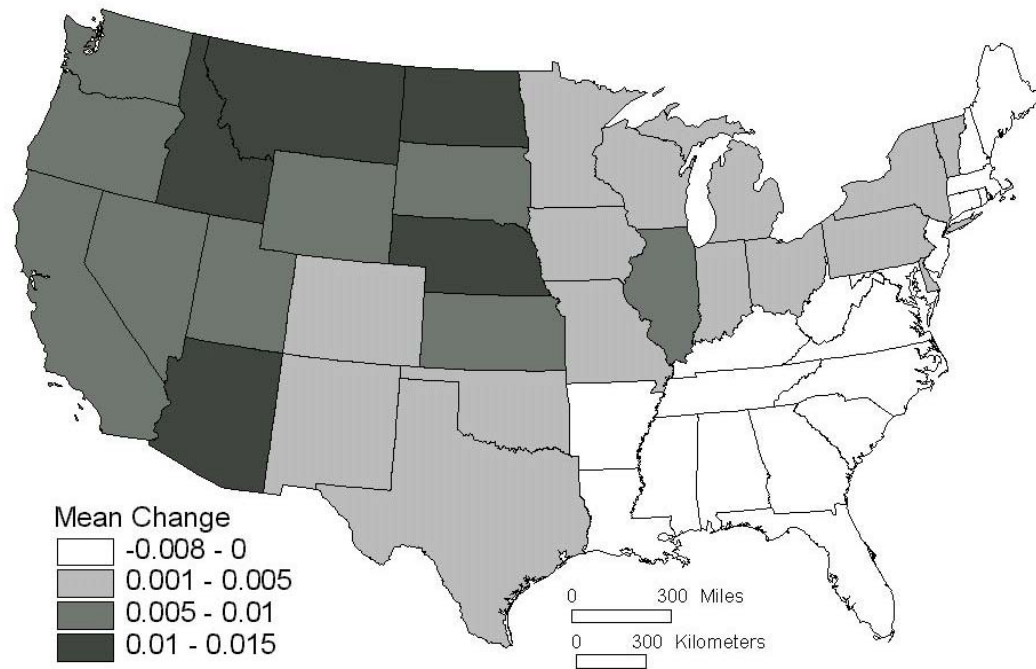 Mean Change
-0.008 - 0
0.001 - 0.005
0.005 - 0.01
0.01 - 0.015
0 300 Miles
0 300 Kilometers